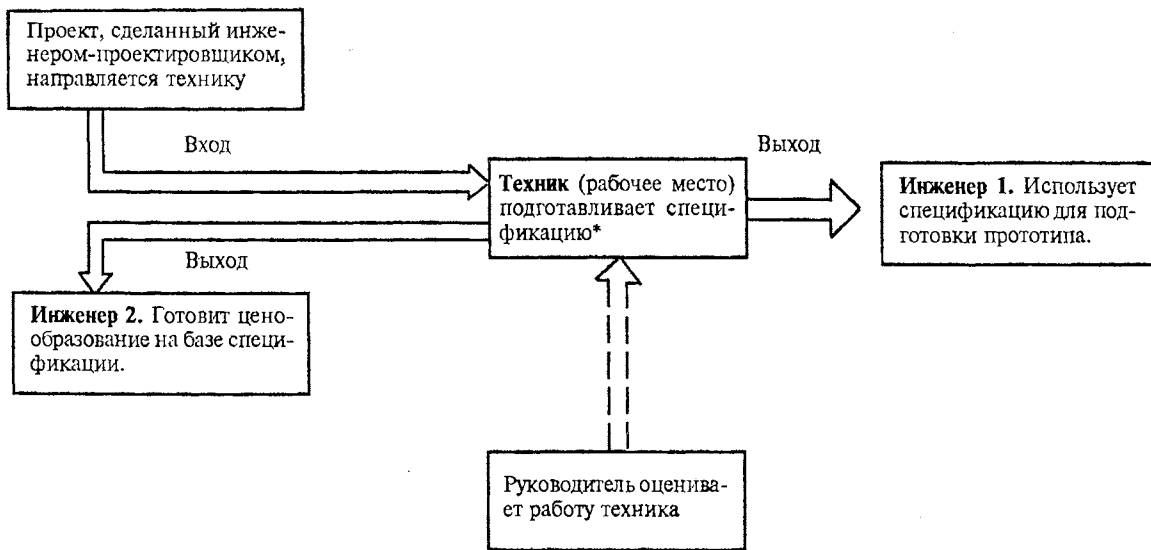 Проект, сделанный инже-
нером-проектировщиком,
направляется технику
Вход
Выход
Техник (рабочее место)
подготавливает специ-
фикацию*
Инженер 1. Использует
спецификацию для под-
готовки прототипа.
Выход
Инженер 2. Готовит цено-
образование на базе специ-
фикации.
Руководитель оценива-
ет работу техника